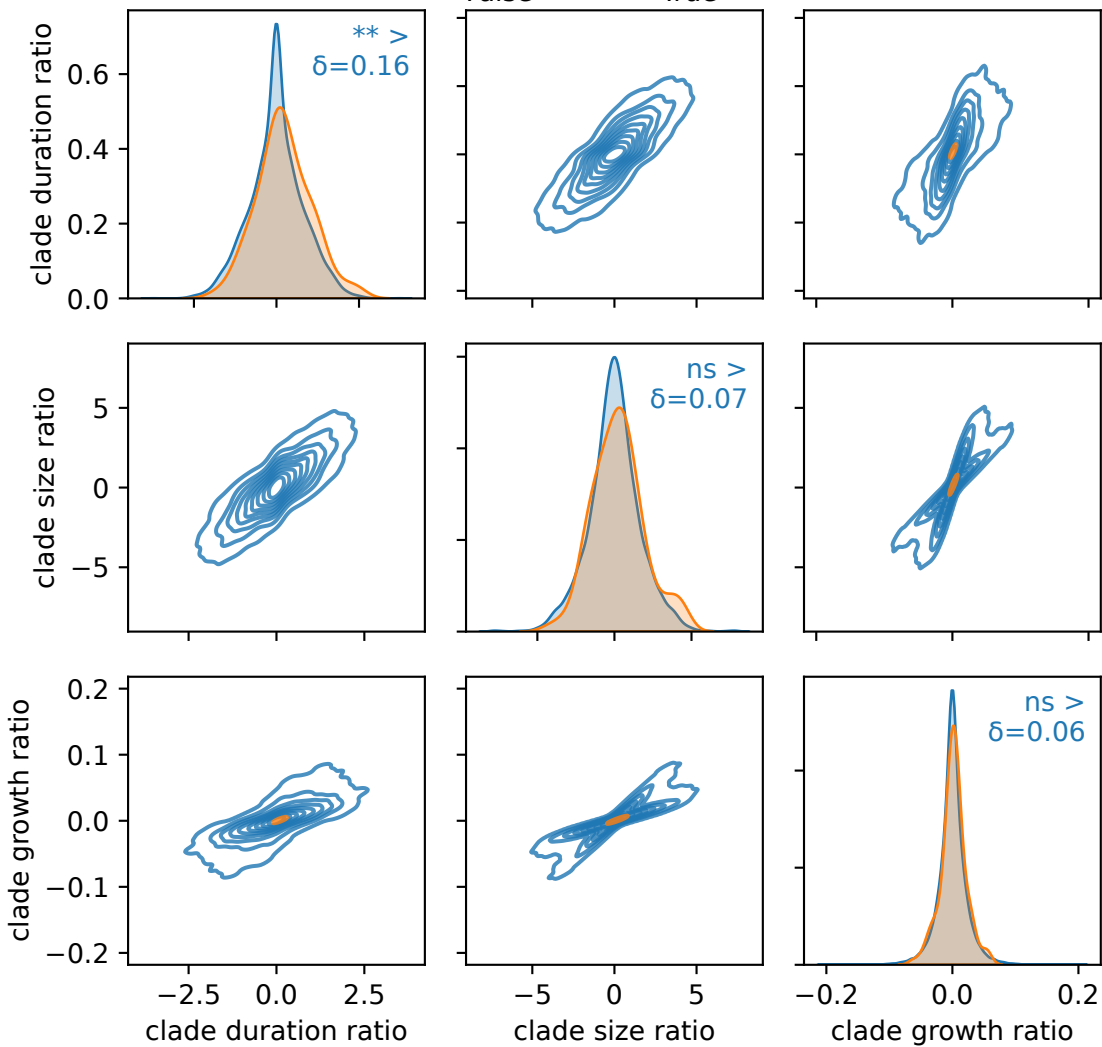 ** >
δ=0.16
clade duration ratio
0.6
0.4
0.2
0.0
ns >
δ=0.07
clade size ratio
5
0
−5
ns >
δ=0.06
clade growth ratio
0.2
0.1
0.0
−0.1
−0.2
−2.5 0.0 2.5
−5 0 5
−0.2 0.0 0.2
clade duration ratio
clade size ratio
clade growth ratio